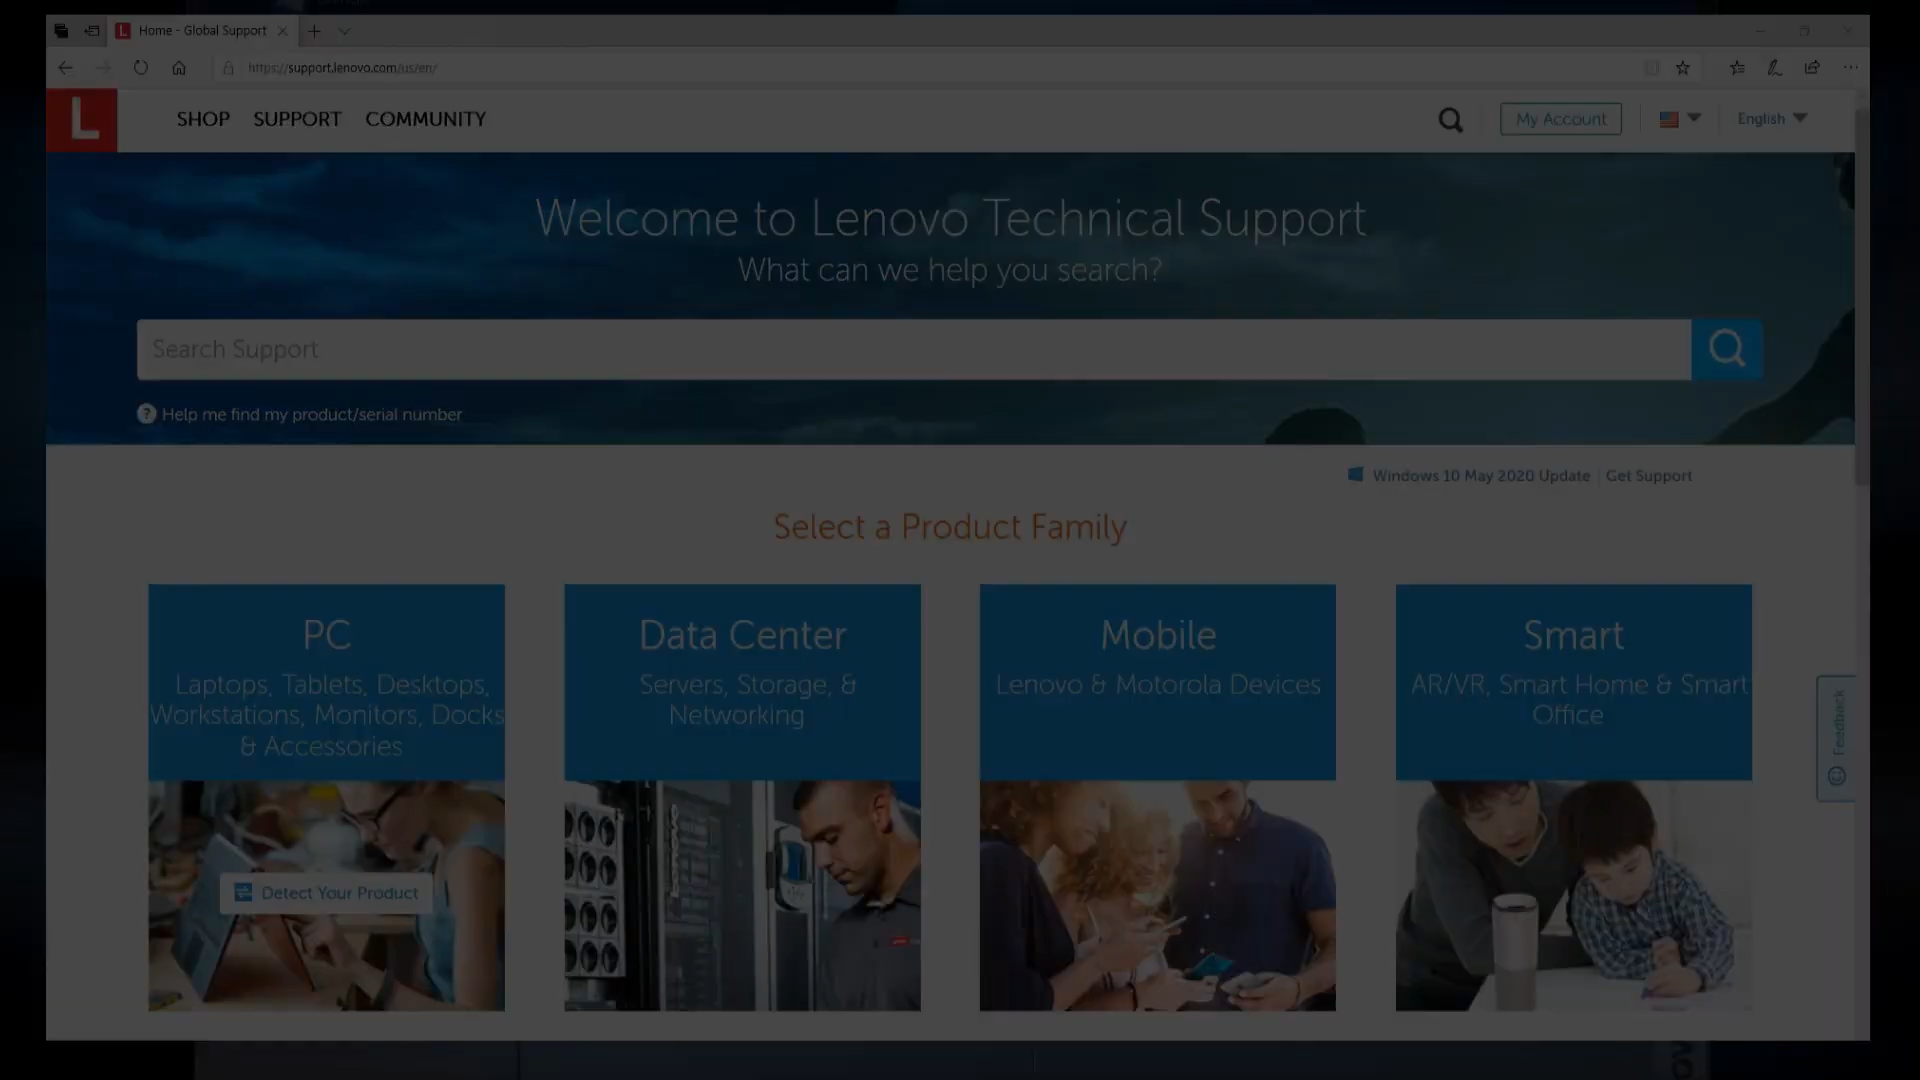 Home - Global Support
https://support.lenovo.com/us/en/
L
SHOP SUPPORT COMMUNITY
My Account
English
Welcome to Lenovo Technical Support
What can we help you search?
Search Support
? Help me find my product/serial number
Windows 10 May 2020 Update
Get Support
Select a Product Family
PC
Laptops, Tablets, Desktops,
Workstations, Monitors, Docks
& Accessories
Detect Your Product
Data Center
Servers, Storage, &
Networking
Lenovo
Mobile
Lenovo & Motorola Devices
Smart
AR/VR, Smart Home & Smart
Office
Feedback